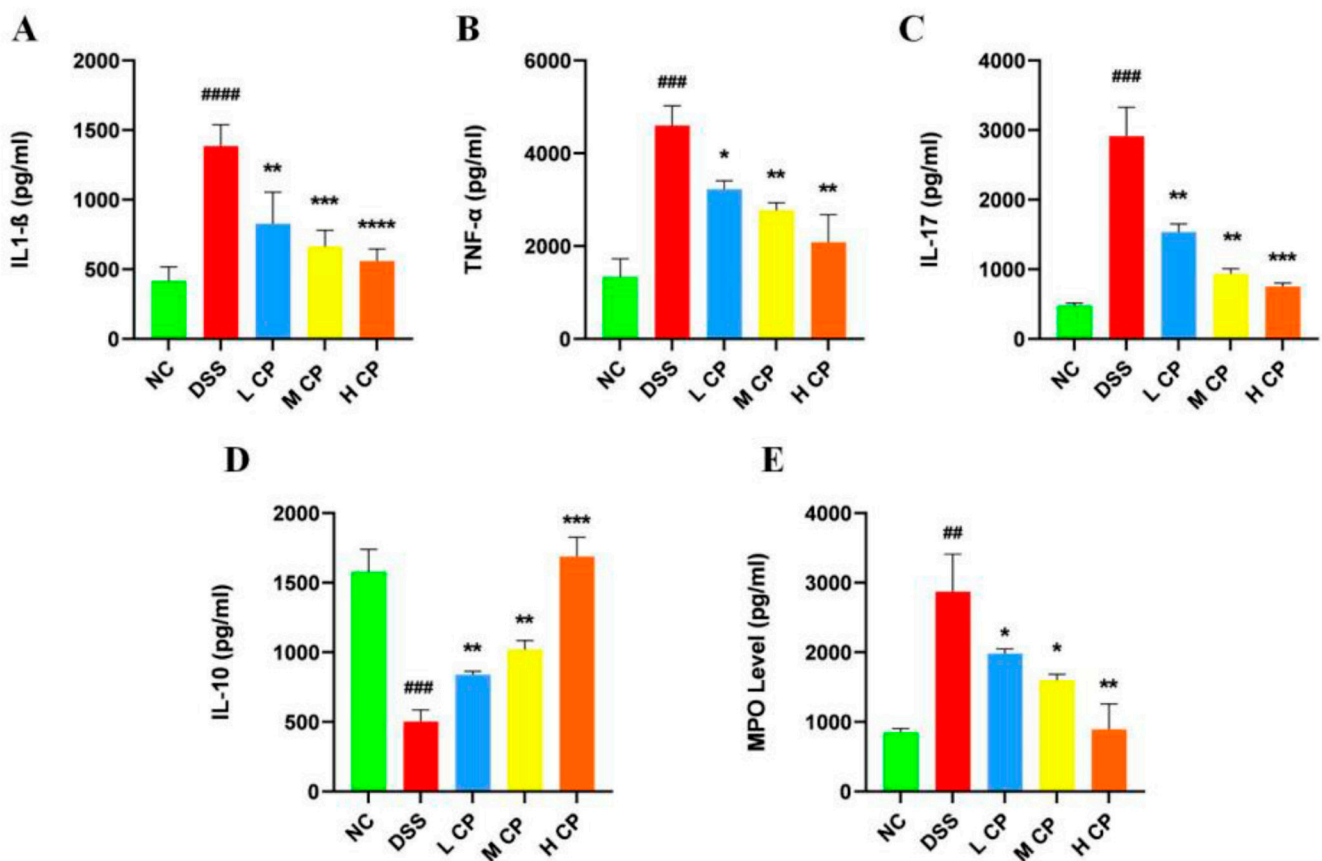 A
IL1-ß (pg/ml)
2000
1500
1000
500
0
####
**
***
****
NC
DSS
L CP
M CP
H CP
B
TNF-α (pg/ml)
6000
4000
2000
0
###
*
**
**
NC
DSS
L CP
M CP
H CP
C
IL-17 (pg/ml)
4000
3000
2000
1000
0
###
**
**
***
NC
DSS
L CP
M CP
H CP
D
IL-10 (pg/ml)
2000
1500
1000
500
0
###
**
**
***
NC
DSS
L CP
M CP
H CP
E
MPO Level (pg/ml)
4000
3000
2000
1000
0
##
*
*
**
NC
DSS
L CP
M CP
H CP